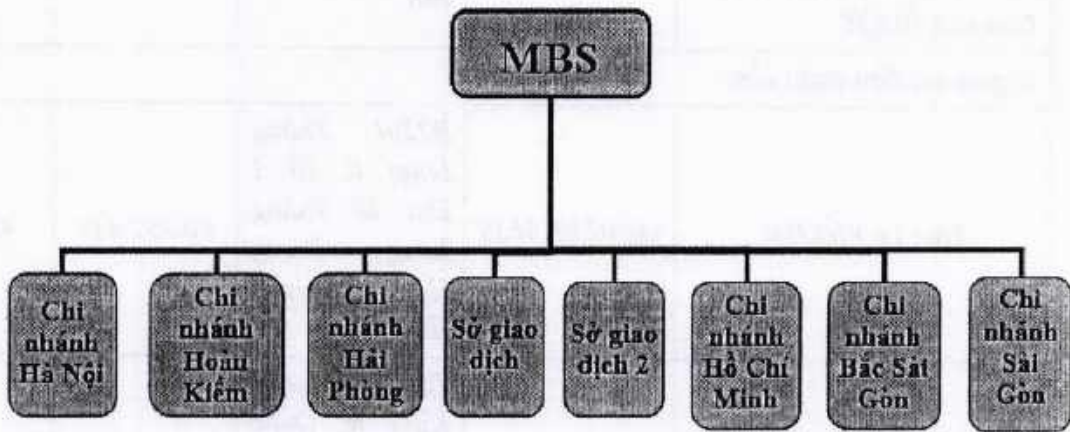 MBS
Chi
nhánh
Hà Nội
Chi
nhánh
Hoàn
Kiếm
Chi
nhánh
Hải
Phòng
Sở giao
dịch
Sở giao
dịch 2
Chi
nhánh
Hồ Chí
Minh
Chi
nhánh
Bắc Sài
Gòn
Chi
nhánh
Sài
Gòn